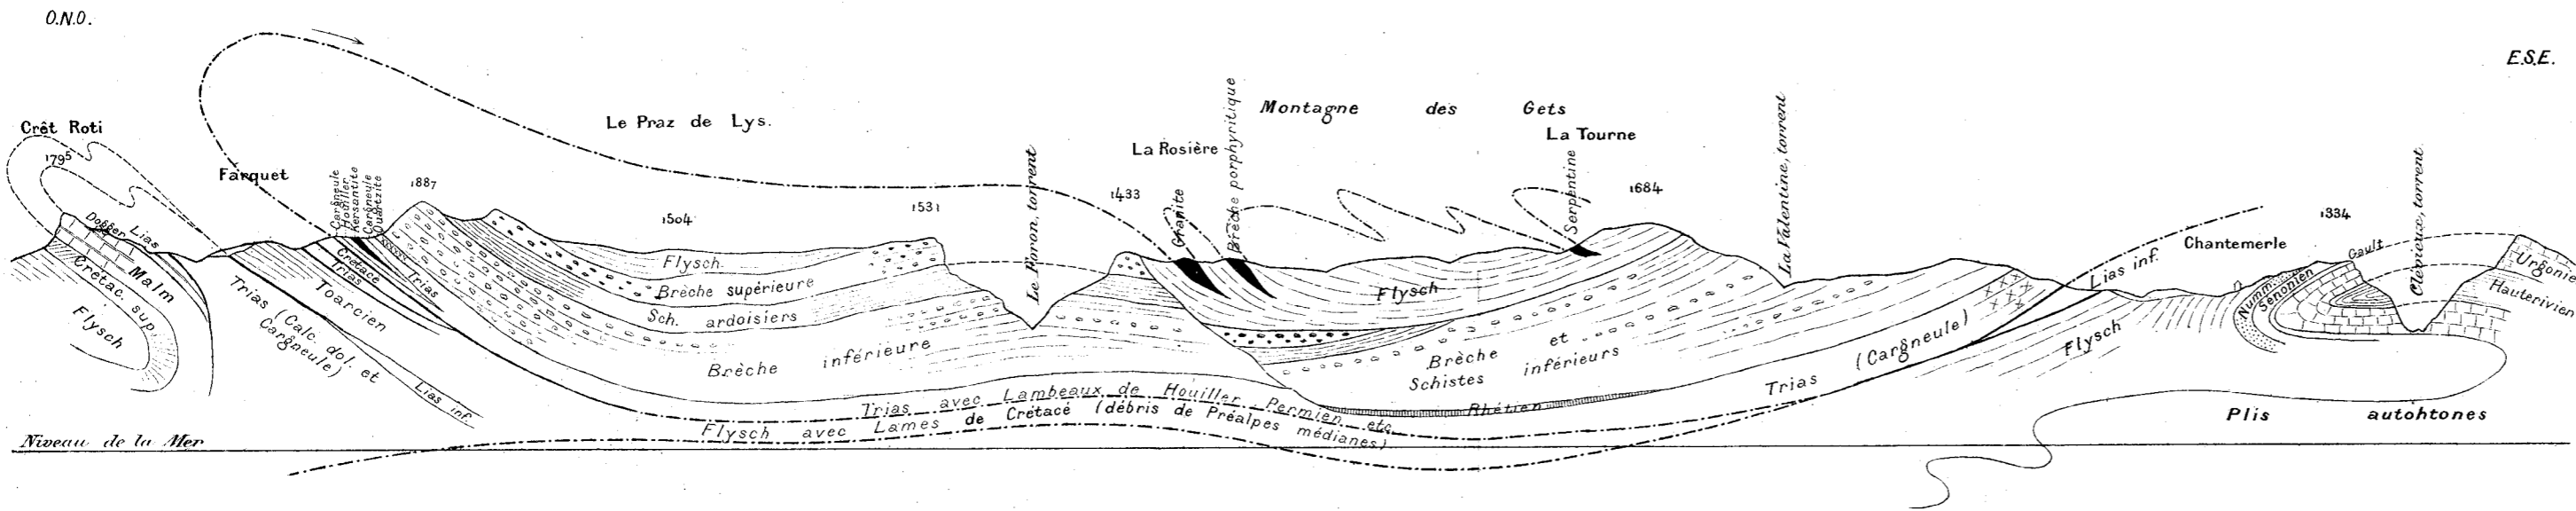 O.N.O.
E.S.E.
Crêt Roti
1795
Farquet
Cargneule
Houiller
Kersantite
Cargneule
Quartzite
1887
Le Praz de Lys.
1504
1531
Le Foron, torrent
1433
La Rosière
Granite
Brèche porphyritique
Montagne des Gets
La Tourne
Serpentine
1684
La Valentine, torrent
Chantemerle
1334
Gault
Clévieux, torrent
Dogger
Lias
Malm
Crétac. sup.
Flysch
Trias (Calc. dol. et
Cargneule)
Toarcien
Crétacé
Trias
Trias
Lias inf.
Flysch
Brèche supérieure
Sch. ardoisiers
Brèche inférieure
Flysch
Brèche et
Schistes inférieurs
Rhétien
Trias (Cargneule)
Trias avec Lambeaux de Houiller, Permien, etc.
Flysch avec Lames de Crétacé (débris de Préalpes médianes)
Lias inf.
Flysch
Numm.
Sénonien
Urgonien
Hauterivien
Plis autohtones
Niveau de la Mer